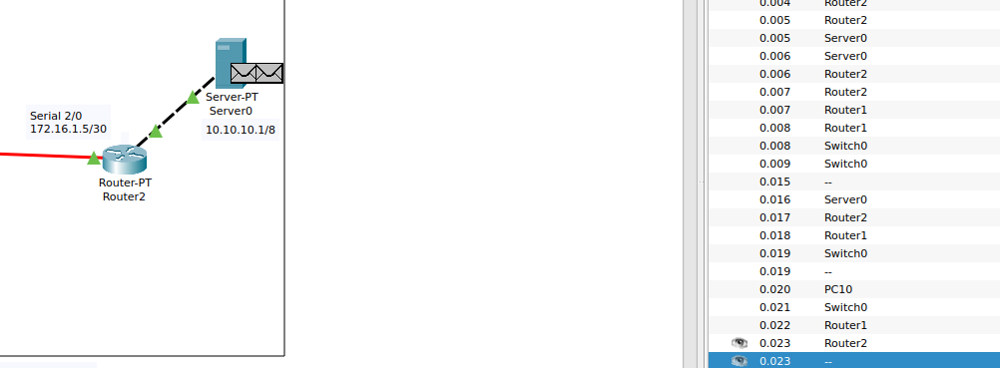 Server-PT
Server0
10.10.10.1/8
Serial 2/0
172.16.1.5/30
Router-PT
Router2
0.004 Router2
0.005 Router2
0.005 Server0
0.006 Server0
0.006 Router2
0.007 Router2
0.007 Router1
0.008 Router1
0.008 Switch0
0.009 Switch0
0.015 --
0.016 Server0
0.017 Router2
0.018 Router1
0.019 Switch0
0.019 --
0.020 PC10
0.021 Switch0
0.022 Router1
0.023 Router2
0.023 --